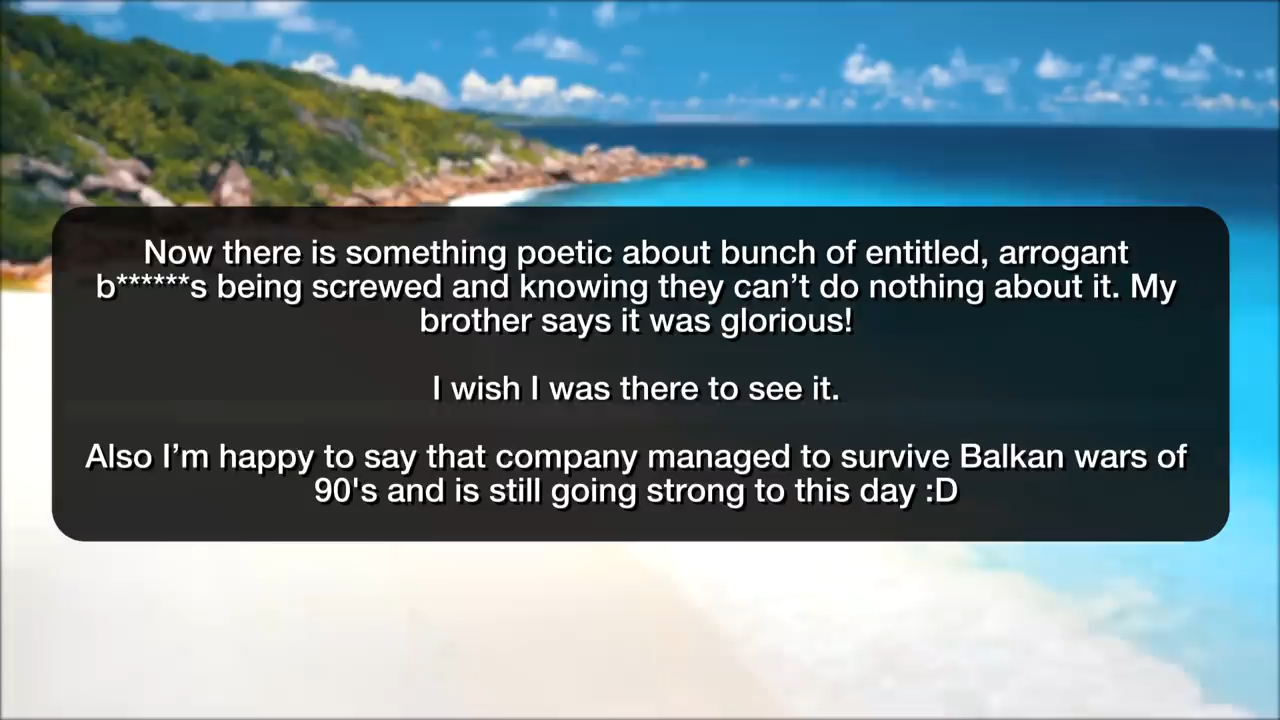 Now there is something poetic about bunch of entitled, arrogant
b******s being screwed and knowing they can’t do nothing about it. My
brother says it was glorious!
I wish I was there to see it.
Also I’m happy to say that company managed to survive Balkan wars of
90's and is still going strong to this day :D